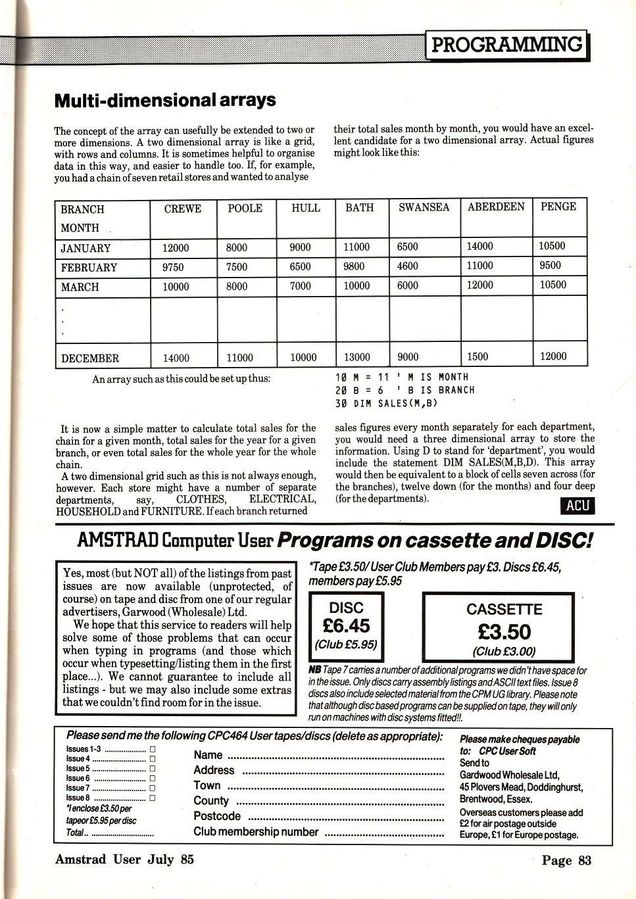 PROGRAMMING
Multi-dimensional arrays
The concept of the array can usefully be extended to two or
more dimensions. A two dimensional array is like a grid,
with rows and columns. It is sometimes helpful to organise
data in this way, and easier to handle too. If, for example,
you had a chain of seven retail stores and wanted to analyse
their total sales month by month, you would have an excel-
lent candidate for a two dimensional array. Actual figures
might look like this:
BRANCH CREWE POOLE HULL BATH SWANSEA ABERDEEN PENGE
MONTH
JANUARY 12000 8000 9000 11000 6500 14000 10500
FEBRUARY 9750 7500 6500 9800 4600 11000 9500
MARCH 10000 8000 7000 10000 6000 12000 10500
.
.
.
DECEMBER 14000 11000 10000 13000 9000 1500 12000
An array such as this could be set up thus:
10 M = 11 ' M IS MONTH
20 B = 6 ' B IS BRANCH
30 DIM SALES(M,B)
It is now a simple matter to calculate total sales for the
chain for a given month, total sales for the year for a given
branch, or even total sales for the whole year for the whole
chain.
A two dimensional grid such as this is not always enough,
however. Each store might have a number of separate
departments, say, CLOTHES, ELECTRICAL,
HOUSEHOLD and FURNITURE. If each branch returned
sales figures every month separately for each department,
you would need a three dimensional array to store the
information. Using D to stand for 'department', you would
include the statement DIM SALES(M,B,D). This array
would then be equivalent to a block of cells seven across (for
the branches), twelve down (for the months) and four deep
(for the departments).
ACU
AMSTRAD Computer User Programs on cassette and DISC!
Yes, most (but NOT all) of the listings from past
issues are now available (unprotected, of
course) on tape and disc from one of our regular
advertisers, Garwood (Wholesale) Ltd.
We hope that this service to readers will help
solve some of those problems that can occur
when typing in programs (and those which
occur when typesetting/listing them in the first
place...). We cannot guarantee to include all
listings - but we may also include some extras
that we couldn't find room for in the issue.
*Tape £3.50/ User Club Members pay £3. Discs £6.45,
members pay £5.95
DISC
£6.45
(Club £5.95)
CASSETTE
£3.50
(Club £3.00)
NB Tape 7 carries a number of additional programs we didn't have space for
in the issue. Only discs carry assembly listings and ASCII text files. Issue 8
discs also include selected material from the CPM UG library. Please note
that although disc based programs can be supplied on tape, they will only
run on machines with disc systems fitted!!.
Please send me the following CPC464 User tapes/discs (delete as appropriate):
Issues 1-3 ....................
Issue 4 ....................
Issue 5 ....................
Issue 6 ....................
Issue 7 ....................
Issue 8 ....................
*I enclose £3.50 per
tape or £5.95 per disc
Total .. ....................
Name ....................
Address ....................
Town ....................
County ....................
Postcode ....................
Club membership number ....................
Please make cheques payable
to: CPC User Soft
Send to
Gardwood Wholesale Ltd,
45 Plovers Mead, Doddinghurst,
Brentwood, Essex.
Overseas customers please add
£2 for air postage outside
Europe, £1 for Europe postage.
Amstrad User July 85
Page 83